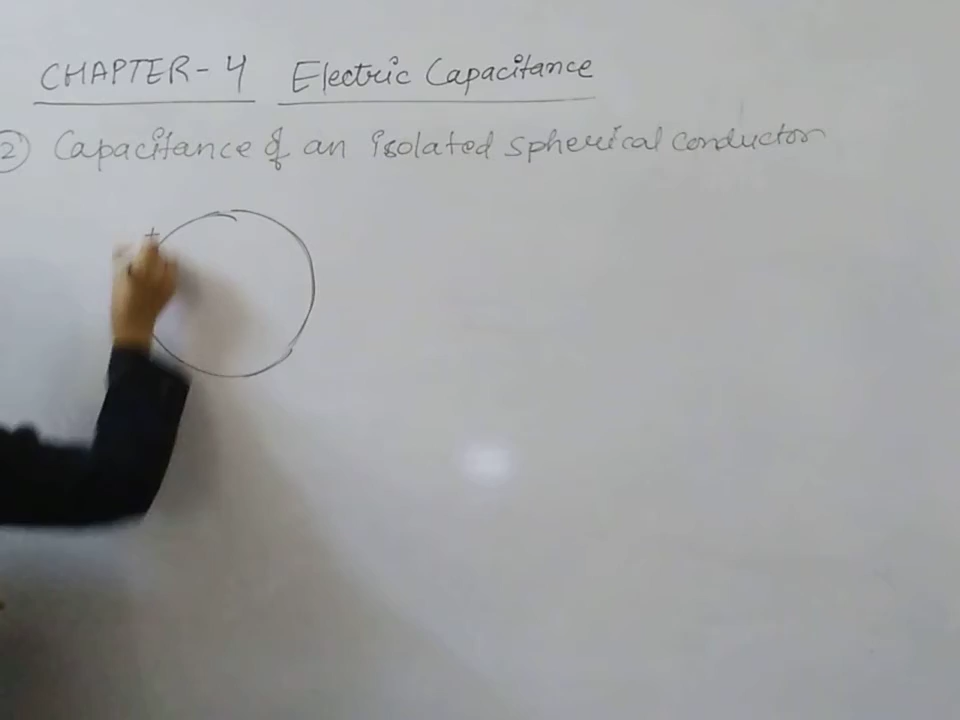 CHAPTER-4 Electric Capacitance
2) Capacitance of an isolated spherical conductor
+